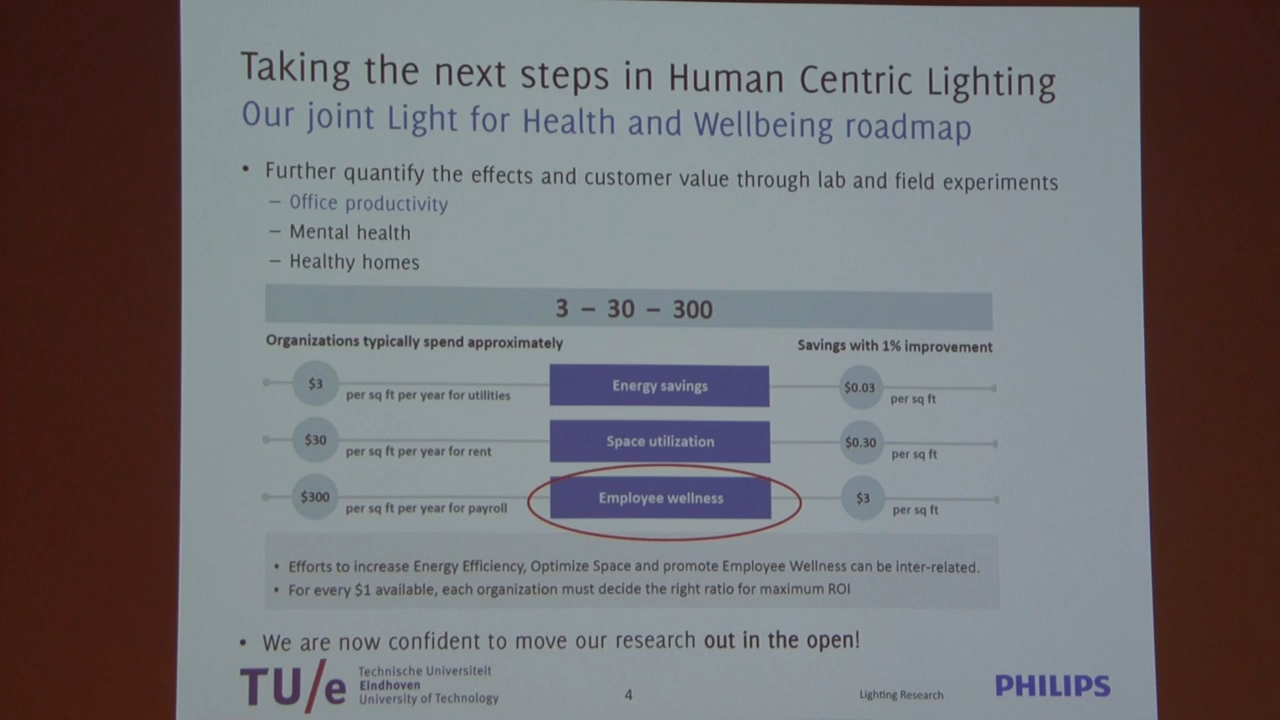 Taking the next steps in Human Centric Lighting
Our joint Light for Health and Wellbeing roadmap
• Further quantify the effects and customer value through lab and field experiments
– Office productivity
– Mental health
– Healthy homes
3 – 30 – 300
Organizations typically spend approximately
Savings with 1% improvement
$3 per sq ft per year for utilities
Energy savings
$0.03 per sq ft
$30 per sq ft per year for rent
Space utilization
$0.30 per sq ft
$300 per sq ft per year for payroll
Employee wellness
$3 per sq ft
• Efforts to increase Energy Efficiency, Optimize Space and promote Employee Wellness can be inter-related.
• For every $1 available, each organization must decide the right ratio for maximum ROI
• We are now confident to move our research out in the open!
TU/e
Technische Universiteit
Eindhoven
University of Technology
4
Lighting Research
PHILIPS